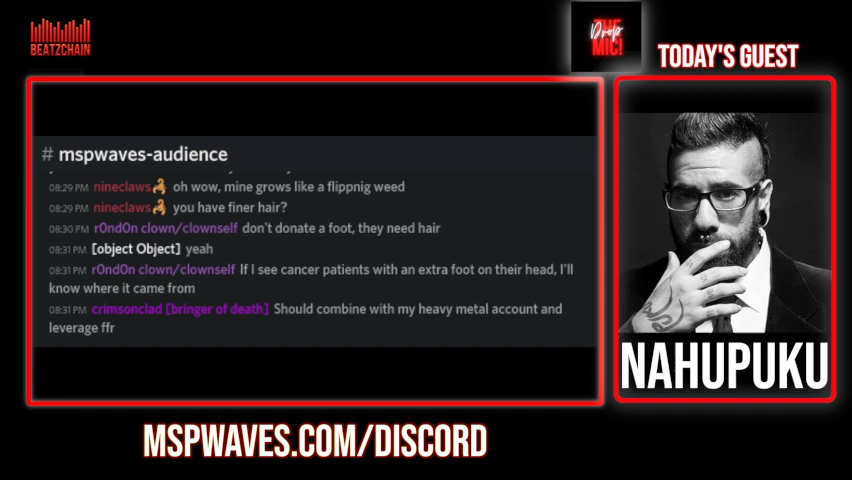 BEATZCHAIN
THE
Drop
MIC!
TODAY'S GUEST
# mspwaves-audience
08:29 PM nineclaws🦂 oh wow, mine grows like a flippnig weed
08:29 PM nineclaws🦂 you have finer hair?
08:30 PM rOndOn clown/clownself don't donate a foot, they need hair
08:31 PM [object Object] yeah
08:31 PM rOndOn clown/clownself If I see cancer patients with an extra foot on their head, I'll
know where it came from
08:31 PM crimsonclad [bringer of death] Should combine with my heavy metal account and
leverage ffr
NAHUPUKU
MSPWAVES.COM/DISCORD